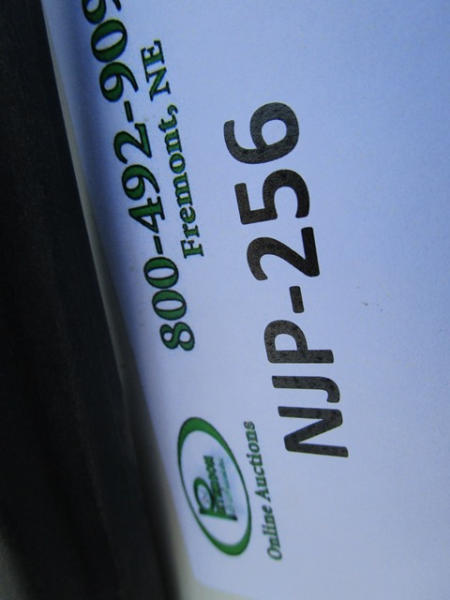 800-492-909
Fremont, NE
NJP-256
Online Auctions